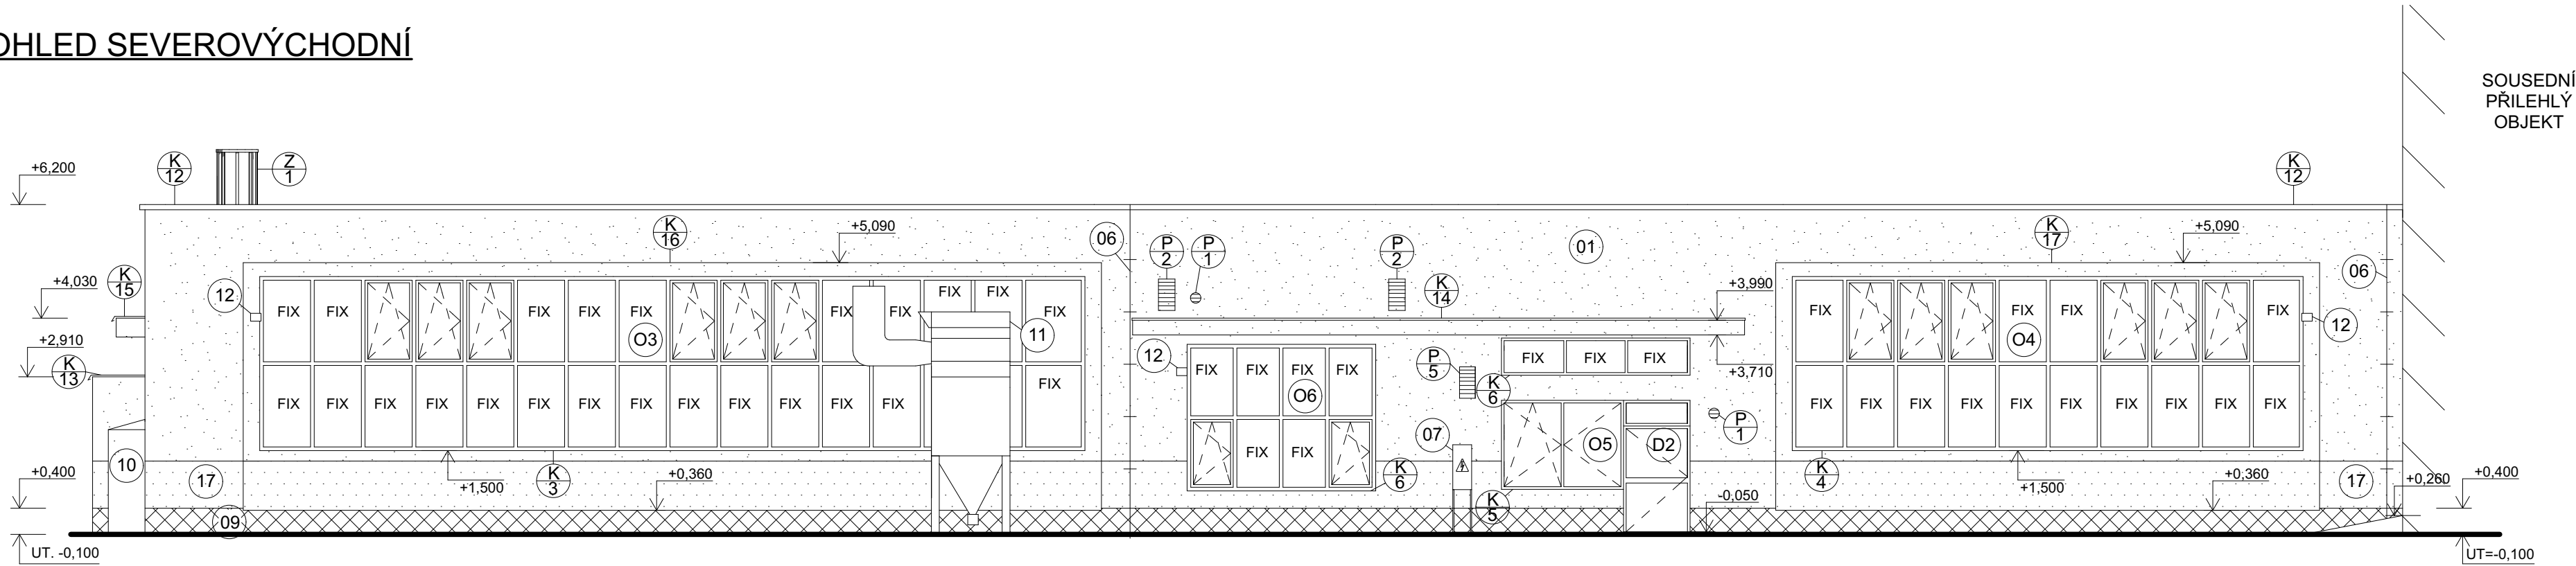 OHLED SEVEROVÝCHODNÍ
SOUSEDNÍ
PŘILEHLÝ
OBJEKT
+6,200
K
12
Z
1
K
12
K
16
+5,090
06
P
2
P
1
P
2
01
K
17
+5,090
06
+4,030
K
15
12
K
14
+3,990
12
FIX FIX FIX FIX FIX FIX FIX FIX FIX FIX
O3
11
FIX FIX FIX FIX
O4
+2,910
K
13
12
FIX FIX FIX FIX
O6
P
5
K
6
FIX FIX FIX
+3,710
FIX FIX FIX FIX FIX FIX FIX FIX FIX FIX FIX FIX FIX FIX
P
1
FIX FIX FIX FIX FIX FIX FIX FIX FIX FIX
07
FIX FIX
O5
D2
10
17
+0,400
K
3
+1,500
+0,360
K
6
K
5
-0,050
K
4
+1,500
+0,360
17
+0,260
+0,400
09
UT. -0,100
UT=-0,100